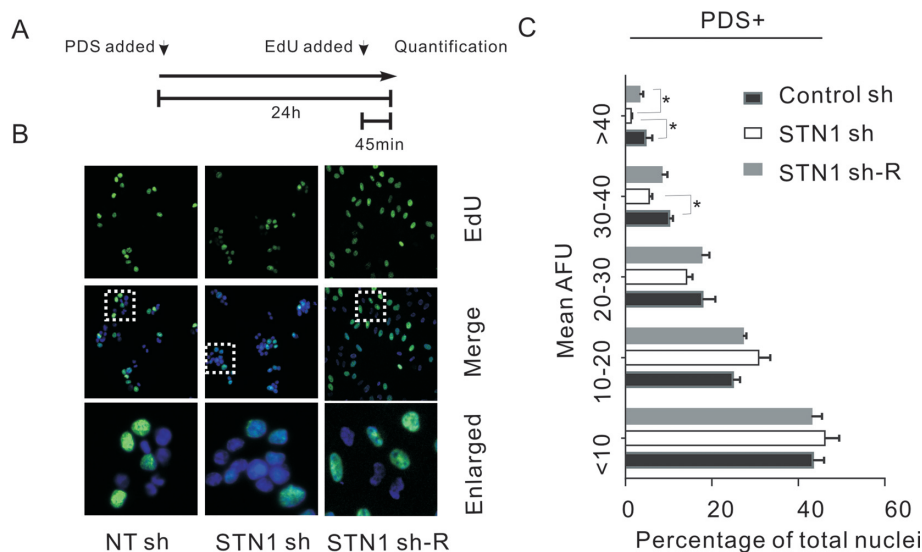 A
PDS added
EdU added
Quantification
24h
45min
B
EdU
Merge
Enlarged
NT sh
STN1 sh
STN1 sh-R
C
PDS+
Control sh
STN1 sh
STN1 sh-R
Mean AFU
>40
30-40
20-30
10-20
<10
*
*
*
0
20
40
60
Percentage of total nuclei